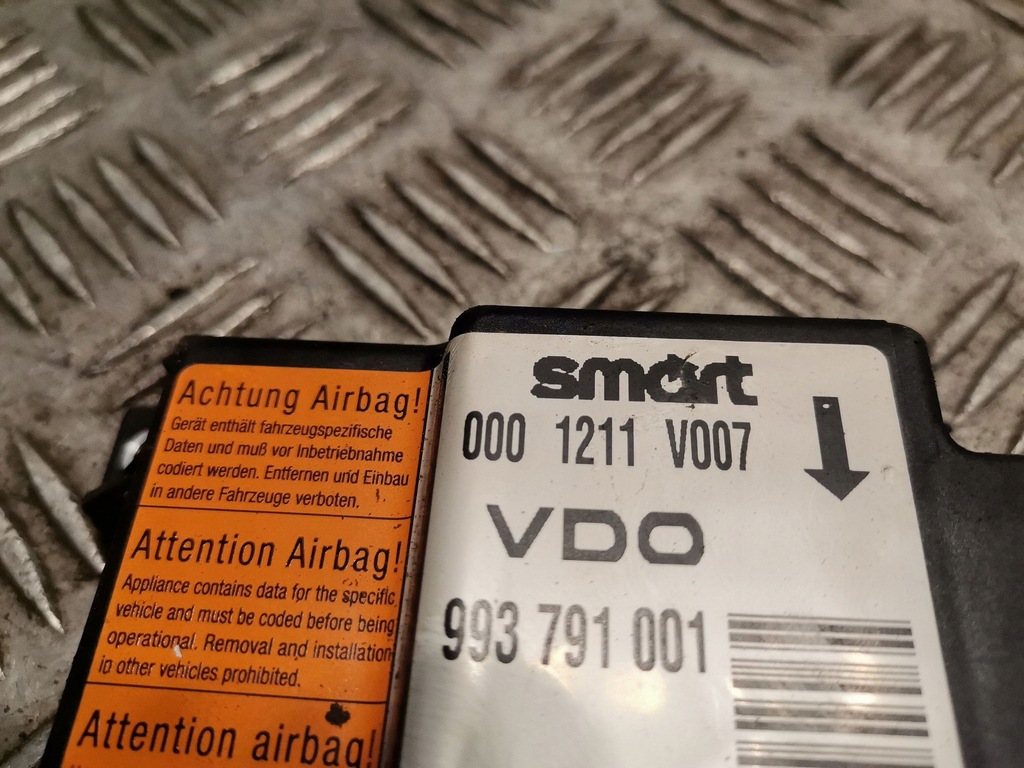 Achtung Airbag!
Gerät enthält fahrzeugspezifische
Daten und muß vor Inbetriebnahme
codiert werden. Entfernen und Einbau
in andere Fahrzeuge verboten.
Attention Airbag!
Appliance contains data for the specific
vehicle and must be coded before being
operational. Removal and installation
in other vehicles prohibited.
Attention airbag!
smart
000 1211 V007
VDO
993 791 001